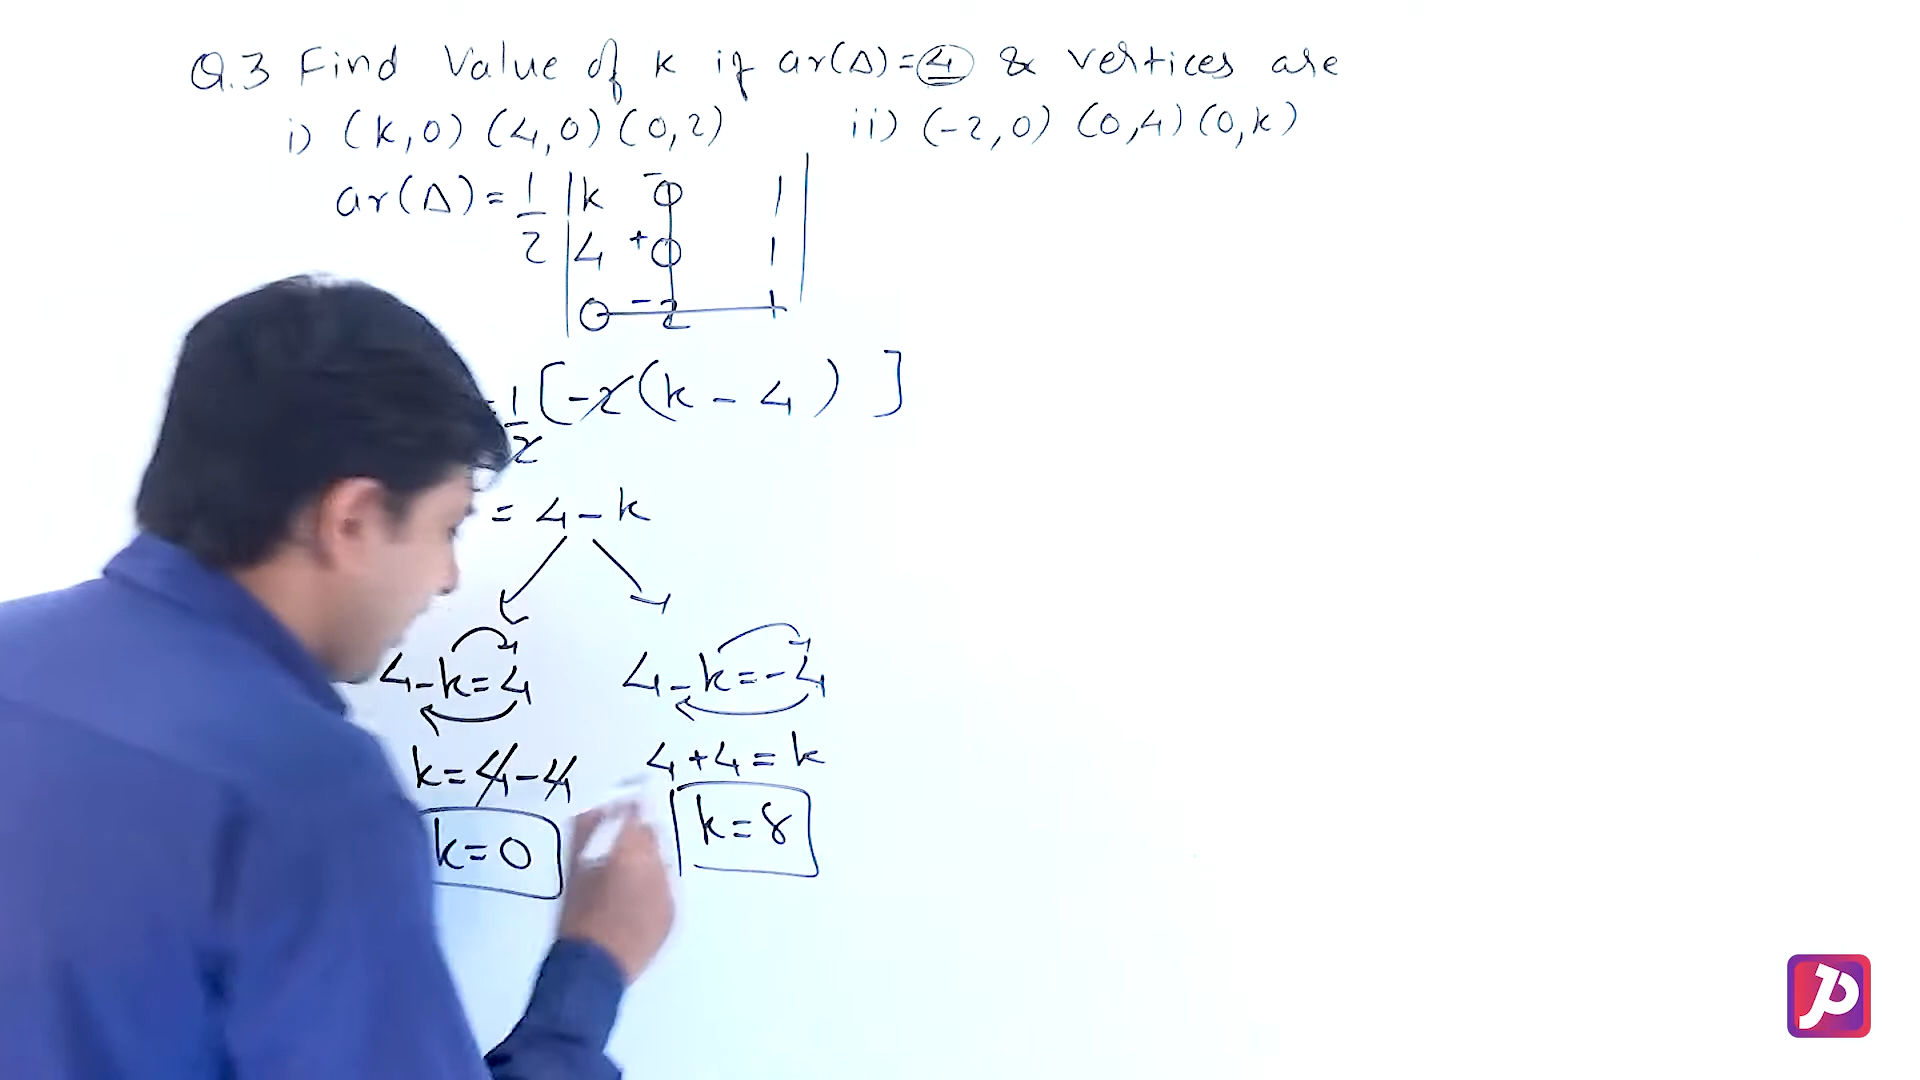 Q.3 Find Value of k if ar(Δ)=4 & vertices are
i) (k,0) (4,0) (0,2) ii) (-2,0) (0,4) (0,k)
ar(Δ) = 1/2 | k -0 1 |
| 4 +0 1 |
| 0 -2 1 |
= 1/2 [-2(k-4) ]
= 4-k
4-k=4 4-k=-4
k=4-4 4+4=k
k=0 k=8